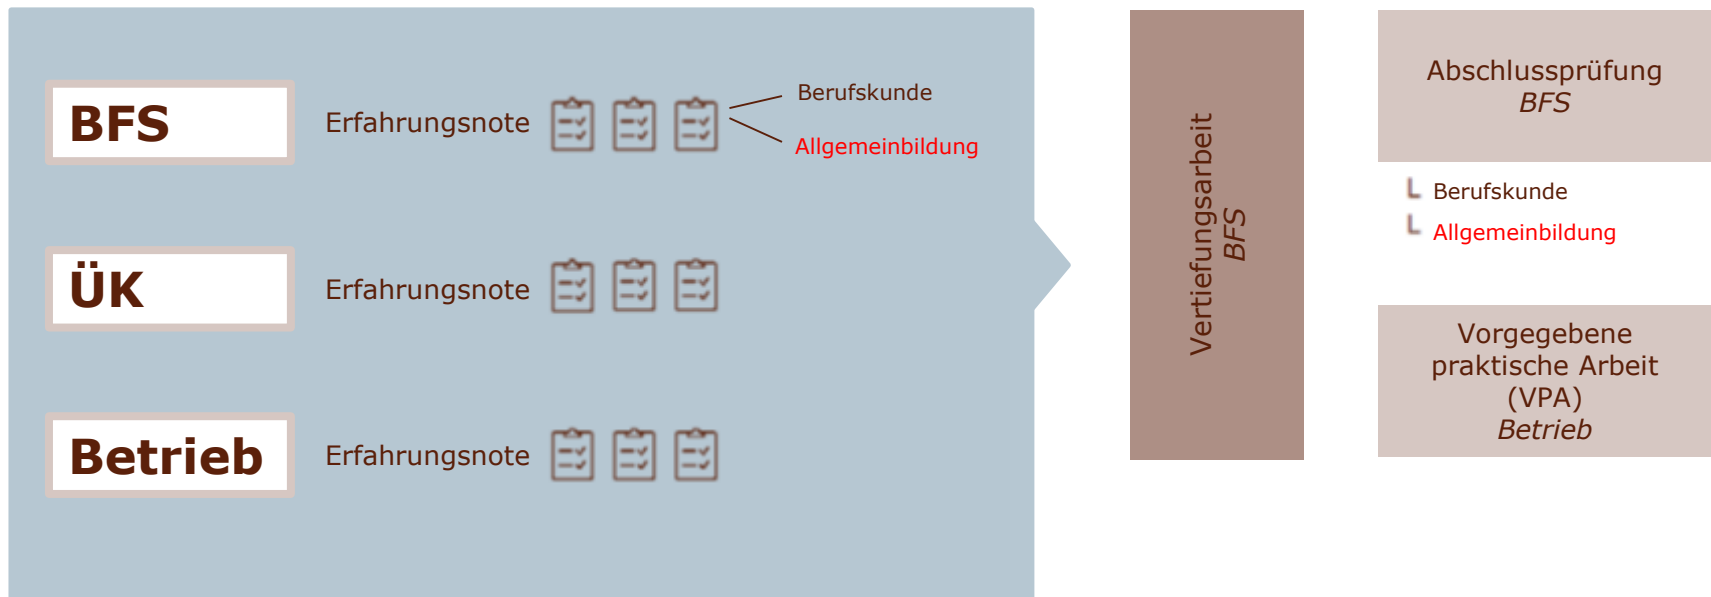 BFS
Erfahrungsnote
Berufskunde
Allgemeinbildung
ÜK
Erfahrungsnote
Betrieb
Erfahrungsnote
Vertiefungsarbeit
BFS
Abschlussprüfung
BFS
Berufskunde
Allgemeinbildung
Vorgegebene
praktische Arbeit
(VPA)
Betrieb